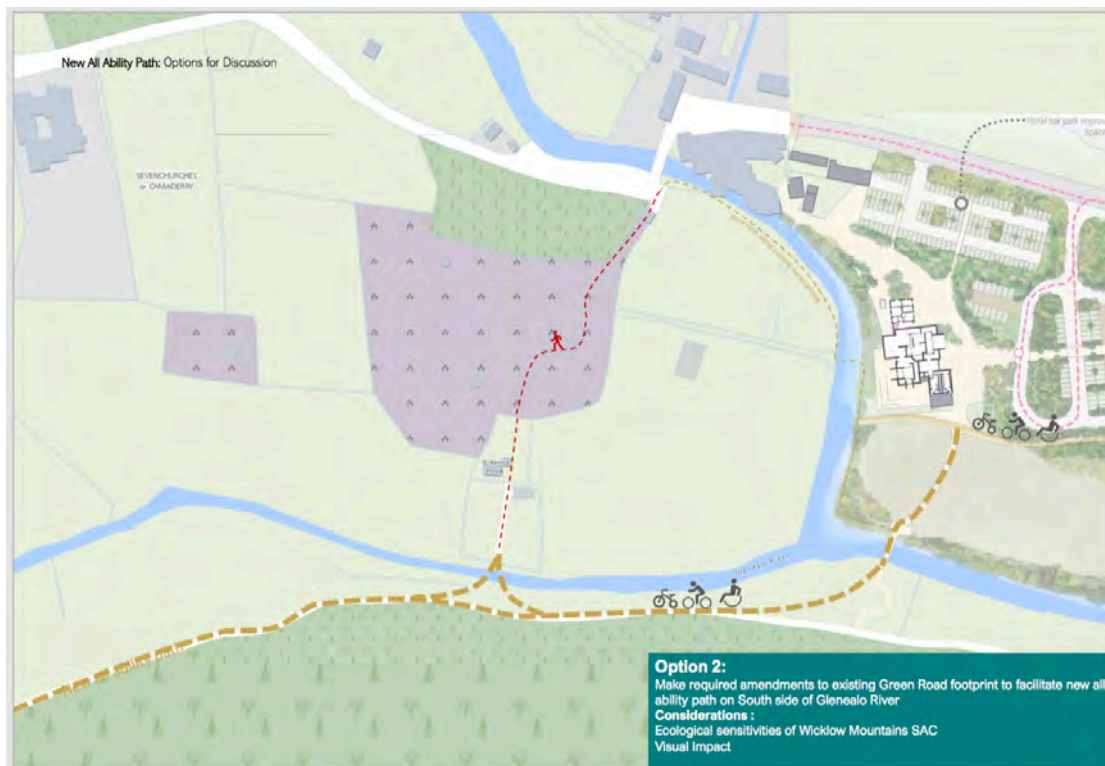 New All Ability Path: Options for Discussion
SEVENCHURCHES
or CAMADERRY
Option 2:
Make required amendments to existing Green Road footprint to facilitate new all
ability path on South side of Glenealo River
Considerations :
Ecological sensitivities of Wicklow Mountains SAC
Visual Impact